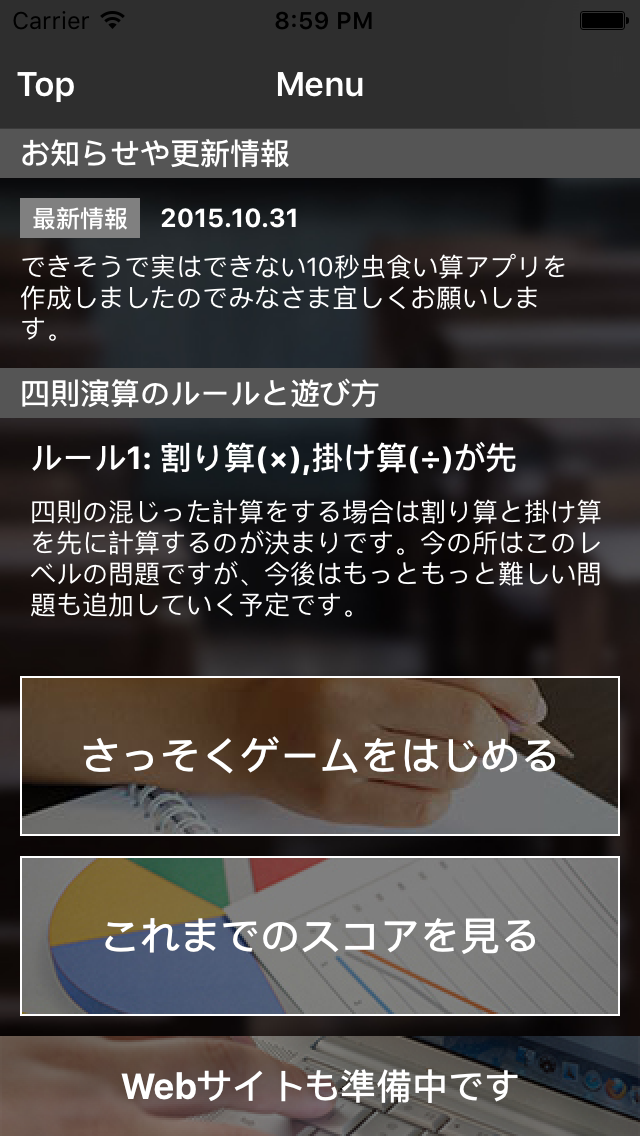 Carrier 8:59 PM
Top Menu
お知らせや更新情報
最新情報 2015.10.31
できそうで実はできない10秒虫食い算アプリを
作成しましたのでみなさま宜しくお願いしま
す。
四則演算のルールと遊び方
ルール1: 割り算(×),掛け算(÷)が先
四則の混じった計算をする場合は割り算と掛け算
を先に計算するのが決まりです。今の所はこのレ
ベルの問題ですが、今後はもっともっと難しい問
題も追加していく予定です。
さっそくゲームをはじめる
これまでのスコアを見る
Webサイトも準備中です